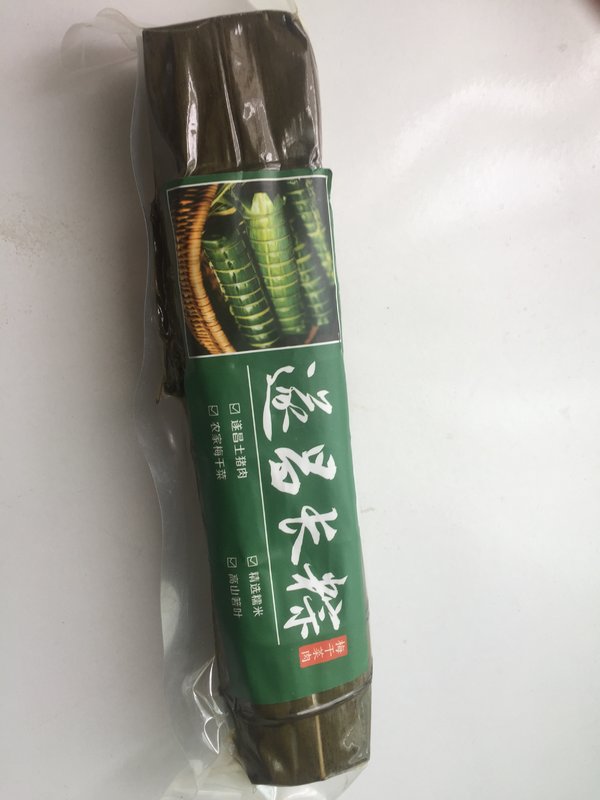 遂昌长粽
梅干菜肉
☑ 遂昌土猪肉
☑ 精选糯米
☑ 农家梅干菜
☑ 高山箬叶